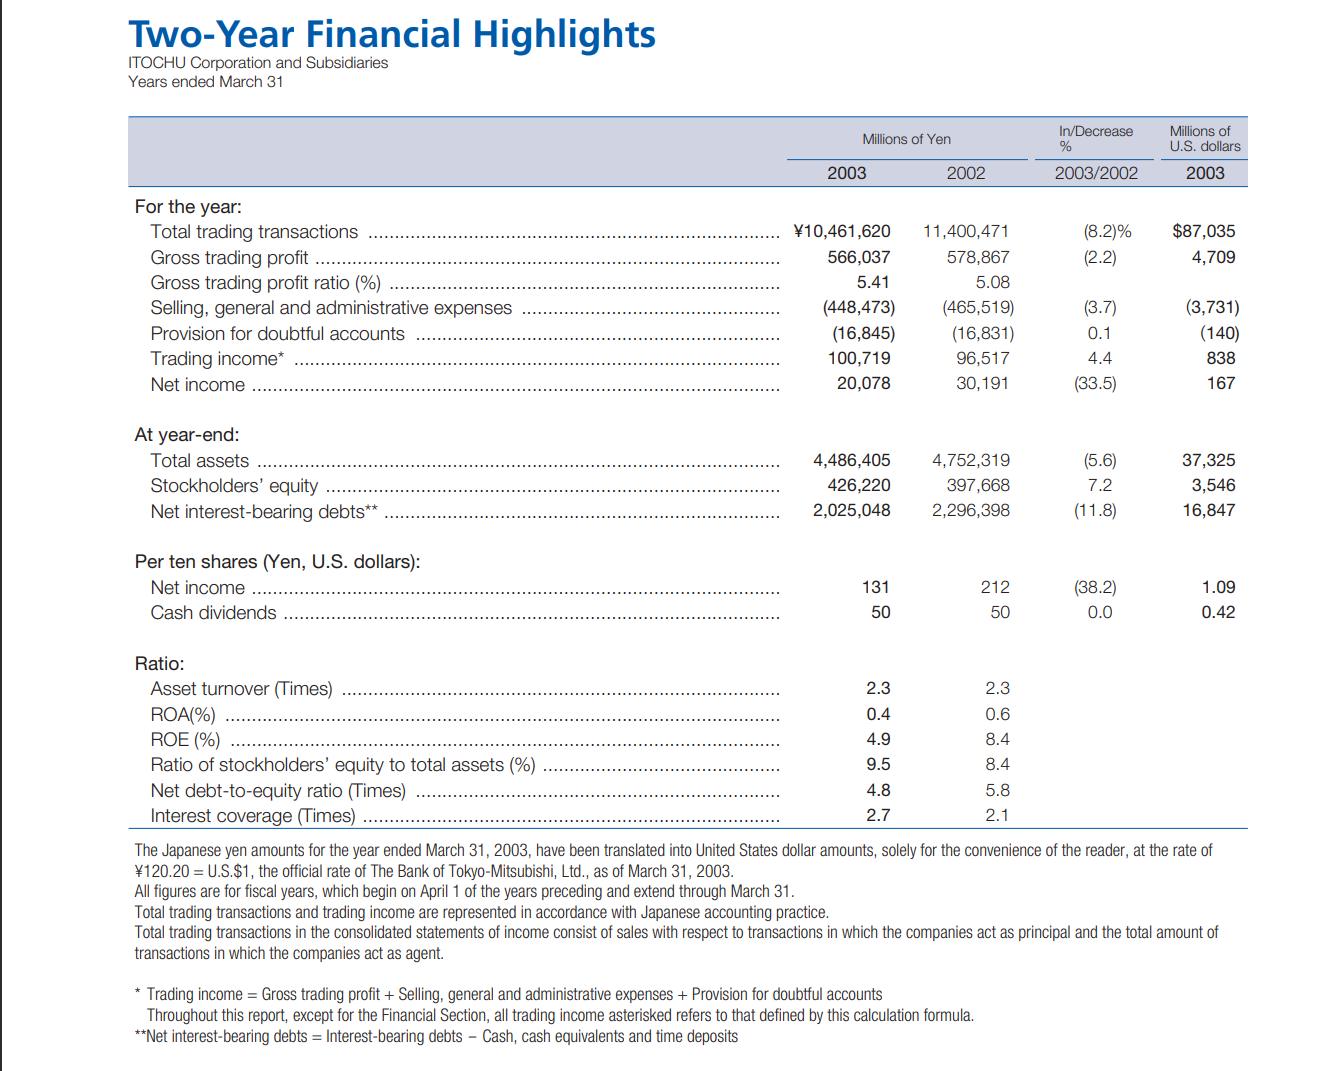 Two-Year Financial Highlights
ITOCHU Corporation and Subsidiaries
Years ended March 31
Millions of Yen In/Decrease % Millions of U.S. dollars
2003 2002 2003/2002 2003
For the year:
Total trading transactions ¥10,461,620 11,400,471 (8.2)% $87,035
Gross trading profit 566,037 578,867 (2.2) 4,709
Gross trading profit ratio (%) 5.41 5.08
Selling, general and administrative expenses (448,473) (465,519) (3.7) (3,731)
Provision for doubtful accounts (16,845) (16,831) 0.1 (140)
Trading income* 100,719 96,517 4.4 838
Net income 20,078 30,191 (33.5) 167
At year-end:
Total assets 4,486,405 4,752,319 (5.6) 37,325
Stockholders' equity 426,220 397,668 7.2 3,546
Net interest-bearing debts** 2,025,048 2,296,398 (11.8) 16,847
Per ten shares (Yen, U.S. dollars):
Net income 131 212 (38.2) 1.09
Cash dividends 50 50 0.0 0.42
Ratio:
Asset turnover (Times) 2.3 2.3
ROA(%) 0.4 0.6
ROE (%) 4.9 8.4
Ratio of stockholders' equity to total assets (%) 9.5 8.4
Net debt-to-equity ratio (Times) 4.8 5.8
Interest coverage (Times) 2.7 2.1
The Japanese yen amounts for the year ended March 31, 2003, have been translated into United States dollar amounts, solely for the convenience of the reader, at the rate of
¥120.20 = U.S.$1, the official rate of The Bank of Tokyo-Mitsubishi, Ltd., as of March 31, 2003.
All figures are for fiscal years, which begin on April 1 of the years preceding and extend through March 31.
Total trading transactions and trading income are represented in accordance with Japanese accounting practice.
Total trading transactions in the consolidated statements of income consist of sales with respect to transactions in which the companies act as principal and the total amount of
transactions in which the companies act as agent.
* Trading income = Gross trading profit + Selling, general and administrative expenses + Provision for doubtful accounts
Throughout this report, except for the Financial Section, all trading income asterisked refers to that defined by this calculation formula.
**Net interest-bearing debts = Interest-bearing debts – Cash, cash equivalents and time deposits